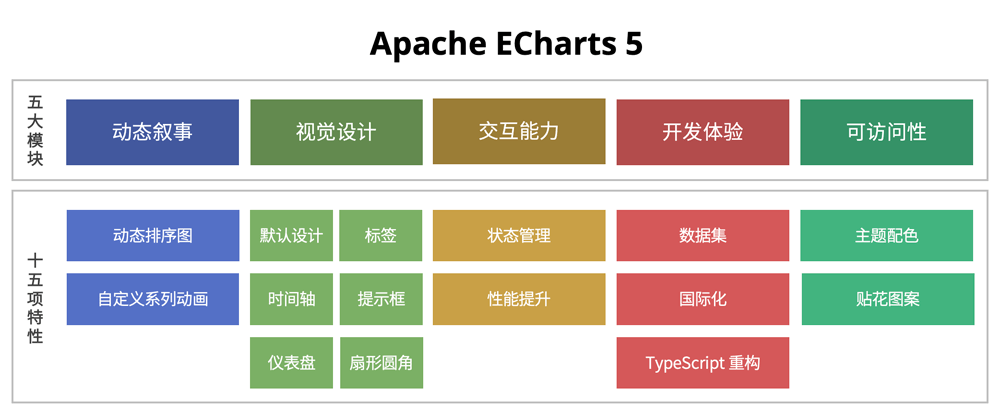 Apache ECharts 5
五大模块
动态叙事
视觉设计
交互能力
开发体验
可访问性
十五项特性
动态排序图
默认设计
标签
状态管理
数据集
主题配色
自定义系列动画
时间轴
提示框
性能提升
国际化
贴花图案
仪表盘
扇形圆角
TypeScript 重构